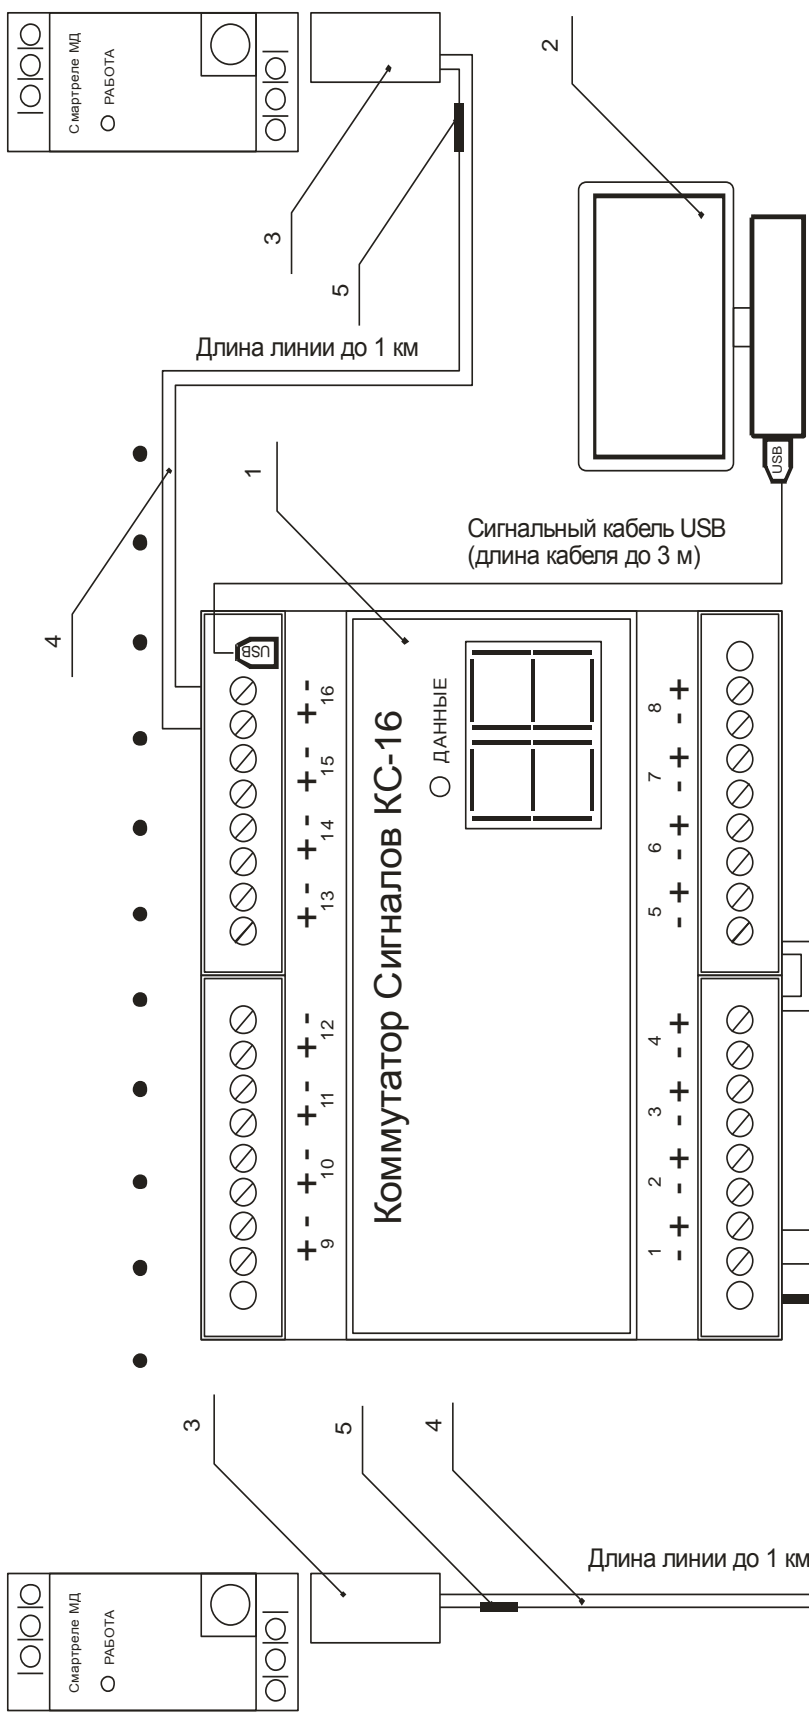 Смартреле МД
РАБОТА
3
5
2
Длина линии до 1 км
4
1
Сигнальный кабель USB
(длина кабеля до 3 м)
USB
USB
Коммутатор Сигналов КС-16
ДАННЫЕ
+ - + - + - + -
9 10 11 12
+ - + - + - + -
13 14 15 16
1 2 3 4
- + - + - + - +
5 6 7 8
- + - + - + - +
3
5
4
Длина линии до 1 км
Смартреле МД
РАБОТА